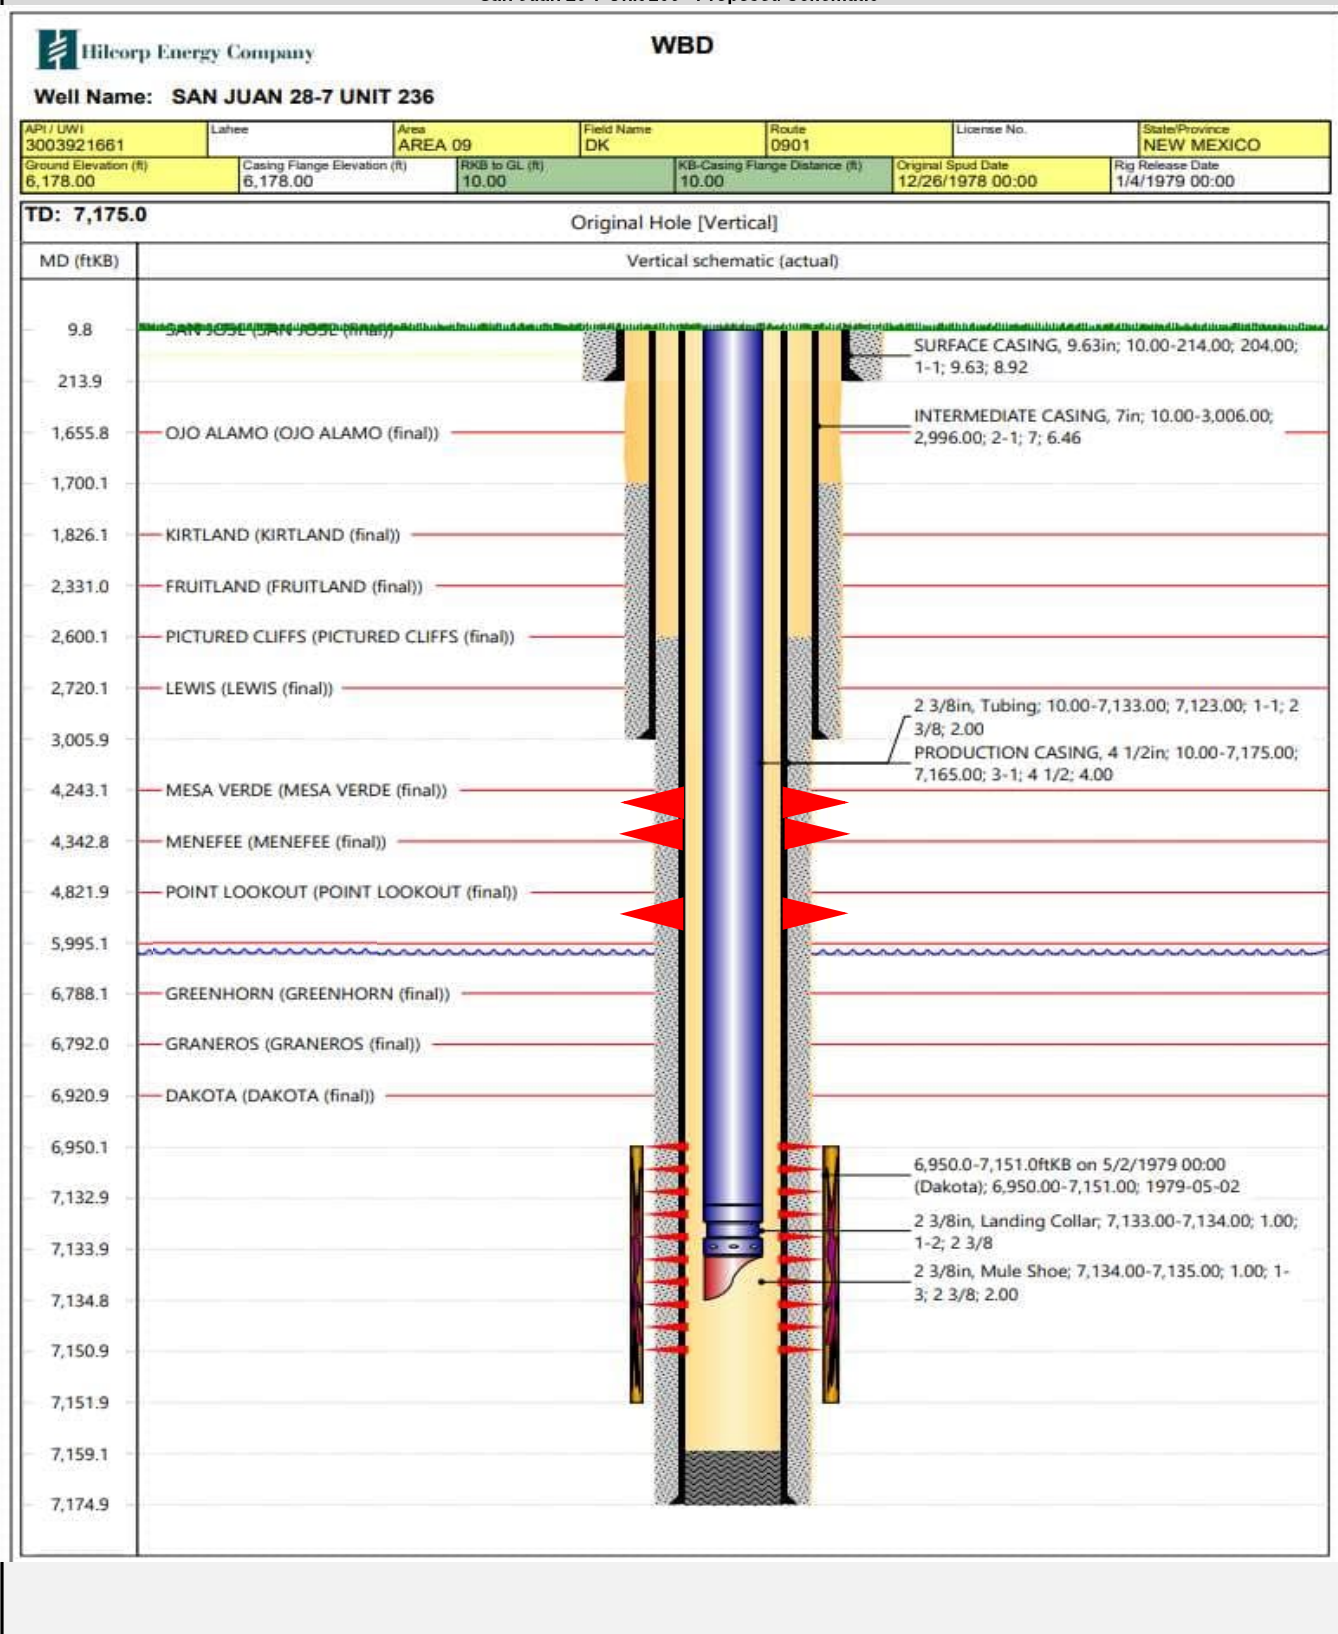 Hilcorp Energy Company
WBD
Well Name: SAN JUAN 28-7 UNIT 236
API / UWI
3003921661
Lahee
Area
AREA 09
Field Name
DK
Route
0901
License No.
State/Province
NEW MEXICO
Ground Elevation (ft)
6,178.00
Casing Flange Elevation (ft)
6,178.00
RKB to GL (ft)
10.00
KB-Casing Flange Distance (ft)
10.00
Original Spud Date
12/26/1978 00:00
Rig Release Date
1/4/1979 00:00
TD: 7,175.0
Original Hole [Vertical]
MD (ftKB)
Vertical schematic (actual)
9.8
SAN JOSE (SAN JOSE (final))
SURFACE CASING, 9.63in; 10.00-214.00; 204.00;
1-1; 9.63; 8.92
213.9
INTERMEDIATE CASING, 7in; 10.00-3,006.00;
2,996.00; 2-1; 7; 6.46
1,655.8
OJO ALAMO (OJO ALAMO (final))
1,700.1
1,826.1
KIRTLAND (KIRTLAND (final))
2,331.0
FRUITLAND (FRUITLAND (final))
2,600.1
PICTURED CLIFFS (PICTURED CLIFFS (final))
2,720.1
LEWIS (LEWIS (final))
2 3/8in, Tubing; 10.00-7,133.00; 7,123.00; 1-1; 2
3/8; 2.00
3,005.9
PRODUCTION CASING, 4 1/2in; 10.00-7,175.00;
7,165.00; 3-1; 4 1/2; 4.00
4,243.1
MESA VERDE (MESA VERDE (final))
4,342.8
MENEFEE (MENEFEE (final))
4,821.9
POINT LOOKOUT (POINT LOOKOUT (final))
5,995.1
6,788.1
GREENHORN (GREENHORN (final))
6,792.0
GRANEROS (GRANEROS (final))
6,920.9
DAKOTA (DAKOTA (final))
6,950.1
6,950.0-7,151.0ftKB on 5/2/1979 00:00
(Dakota); 6,950.00-7,151.00; 1979-05-02
7,132.9
2 3/8in, Landing Collar; 7,133.00-7,134.00; 1.00;
1-2; 2 3/8
7,133.9
2 3/8in, Mule Shoe; 7,134.00-7,135.00; 1.00; 1-
3; 2 3/8; 2.00
7,134.8
7,150.9
7,151.9
7,159.1
7,174.9